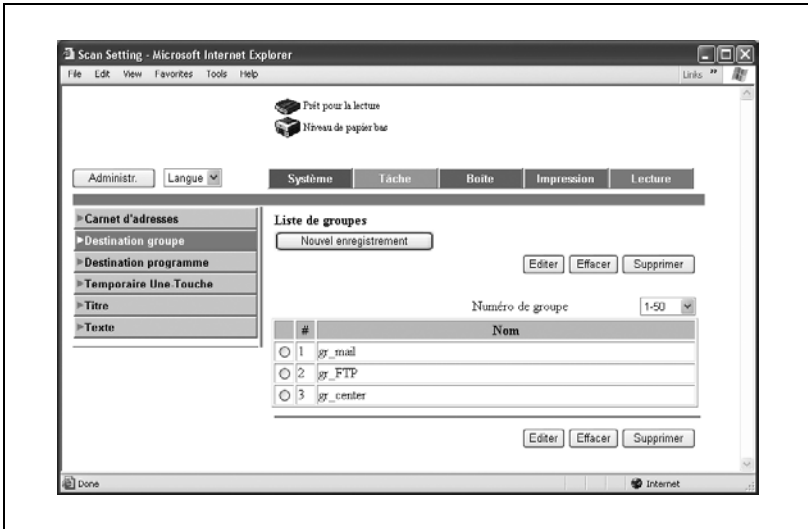 Scan Setting - Microsoft Internet Explorer
File Edit View Favorites Tools Help
Links »
Prêt pour la lecture
Niveau de papier bas
Administr. Langue
Système Tâche Boîte Impression Lecture
Carnet d'adresses
Destination groupe
Destination programme
Temporaire Une Touche
Titre
Texte
Liste de groupes
Nouvel enregistrement
Editer Effacer Supprimer
Numéro de groupe 1-50
# Nom
1 gr_mail
2 gr_FTP
3 gr_center
Editer Effacer Supprimer
Done Internet